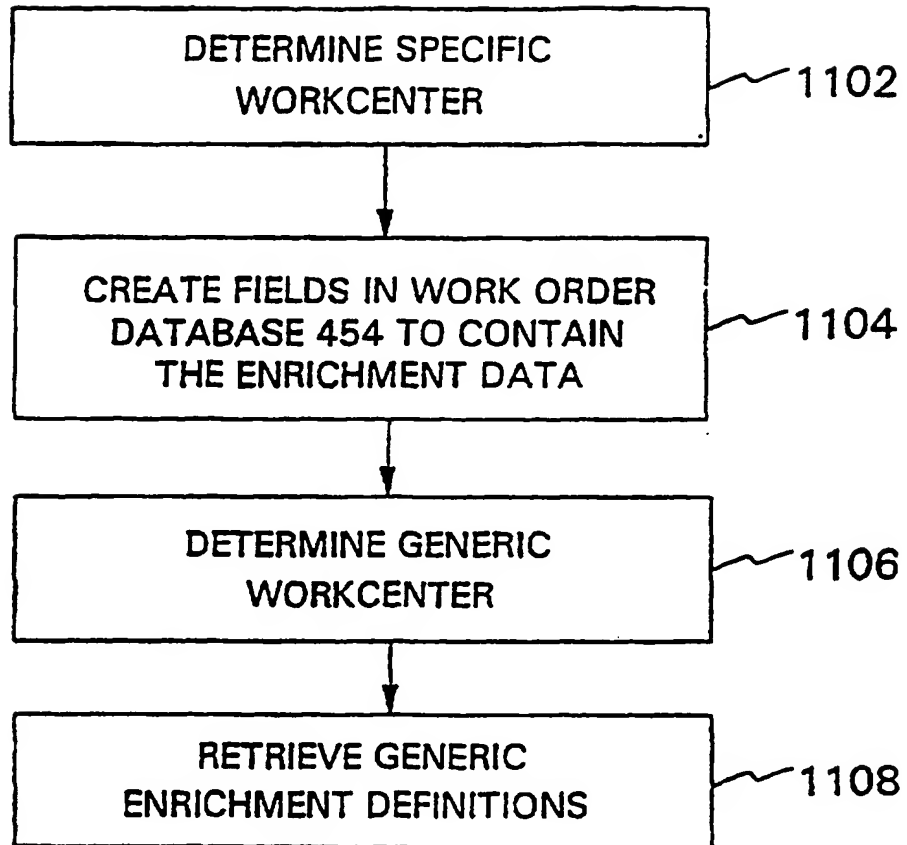 DETERMINE SPECIFIC
WORKCENTER
1102
CREATE FIELDS IN WORK ORDER
DATABASE 454 TO CONTAIN
THE ENRICHMENT DATA
1104
DETERMINE GENERIC
WORKCENTER
1106
RETRIEVE GENERIC
ENRICHMENT DEFINITIONS
1108